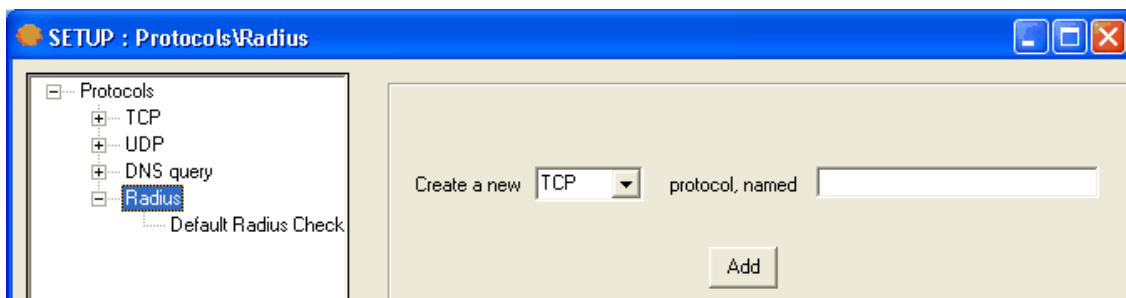 SETUP : Protocols\Radius
Protocols
TCP
UDP
DNS query
Radius
Default Radius Check
Create a new TCP protocol, named
Add